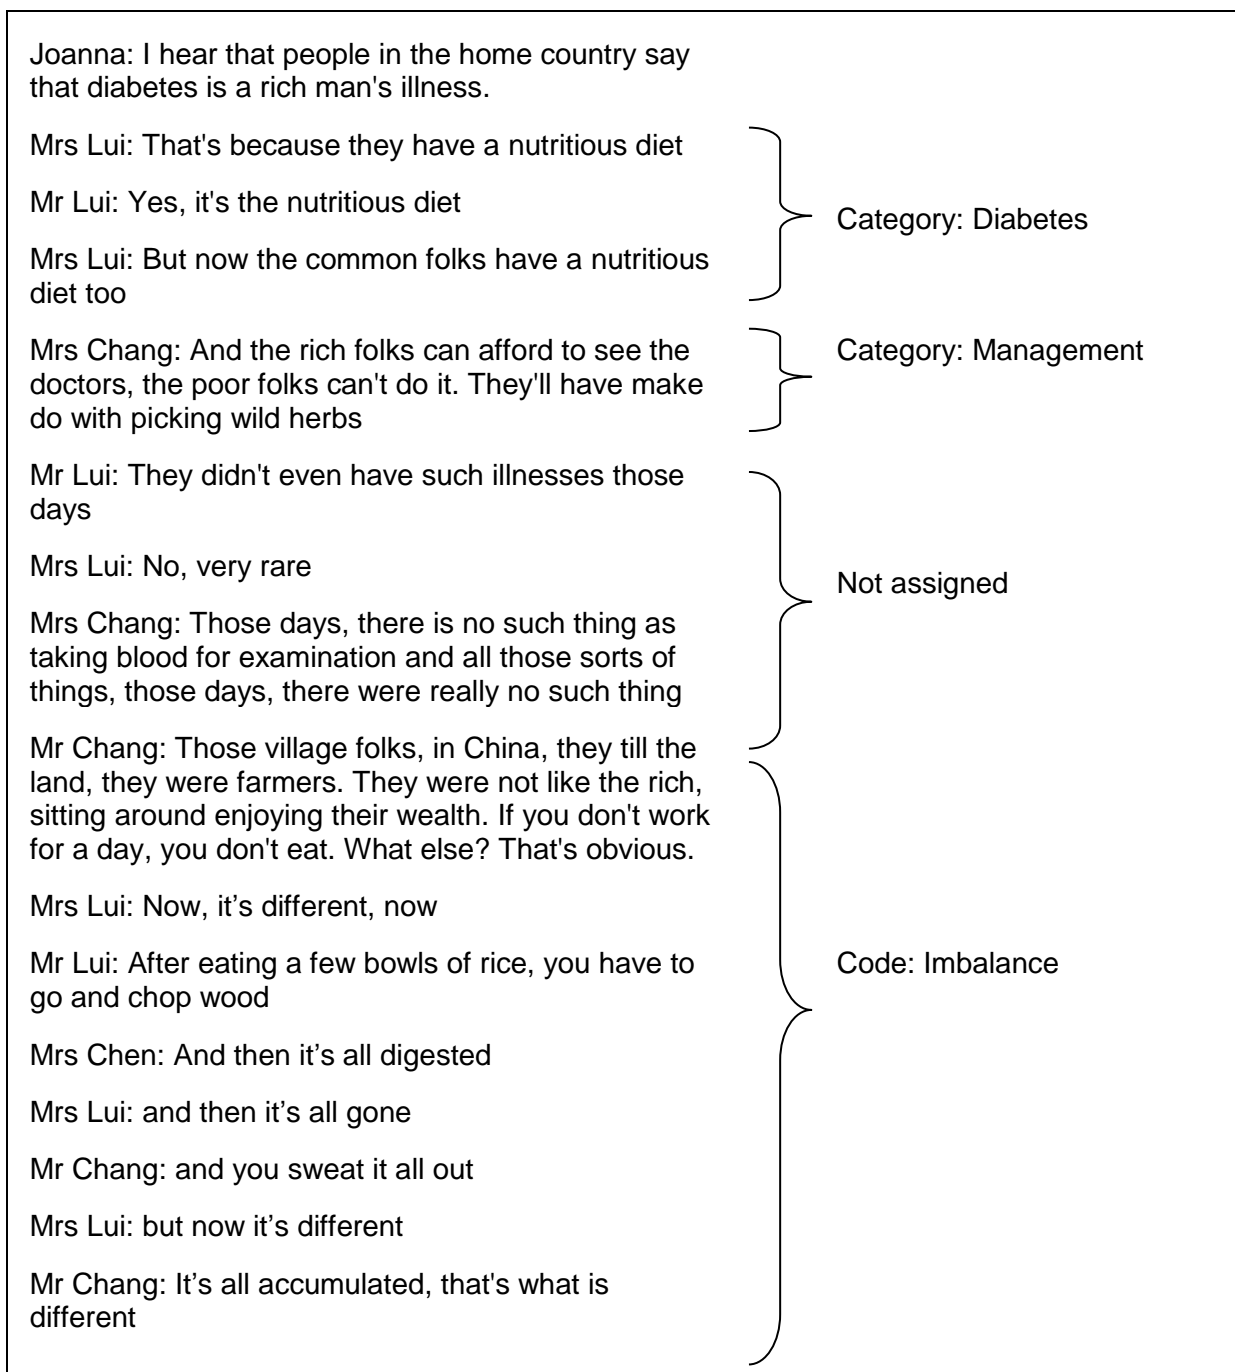 Joanna: I hear that people in the home country say
that diabetes is a rich man's illness.
Mrs Lui: That's because they have a nutritious diet
Mr Lui: Yes, it's the nutritious diet
Category: Diabetes
Mrs Lui: But now the common folks have a nutritious
diet too
Mrs Chang: And the rich folks can afford to see the
doctors, the poor folks can't do it. They'll have make
do with picking wild herbs
Category: Management
Mr Lui: They didn't even have such illnesses those
days
Mrs Lui: No, very rare
Not assigned
Mrs Chang: Those days, there is no such thing as
taking blood for examination and all those sorts of
things, those days, there were really no such thing
Mr Chang: Those village folks, in China, they till the
land, they were farmers. They were not like the rich,
sitting around enjoying their wealth. If you don't work
for a day, you don't eat. What else? That's obvious.
Mrs Lui: Now, it’s different, now
Mr Lui: After eating a few bowls of rice, you have to
go and chop wood
Code: Imbalance
Mrs Chen: And then it’s all digested
Mrs Lui: and then it’s all gone
Mr Chang: and you sweat it all out
Mrs Lui: but now it’s different
Mr Chang: It’s all accumulated, that's what is
different